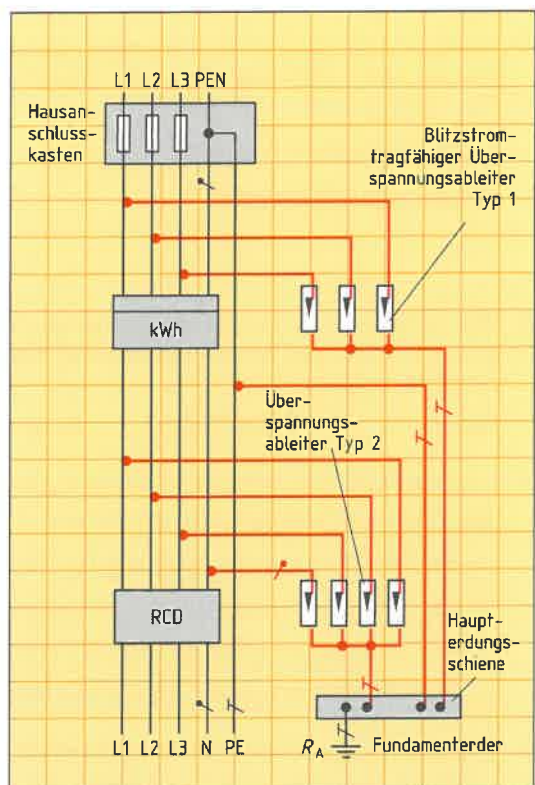 L1 L2 L3 PEN
Hausan-
schluss-
kasten
Blitzstrom-
tragfähiger Über-
spannungsableiter
Typ 1
kWh
Über-
spannungs-
ableiter Typ 2
RCD
Haupt-
erdungs-
schiene
L1 L2 L3 N PE
RA Fundamenterder